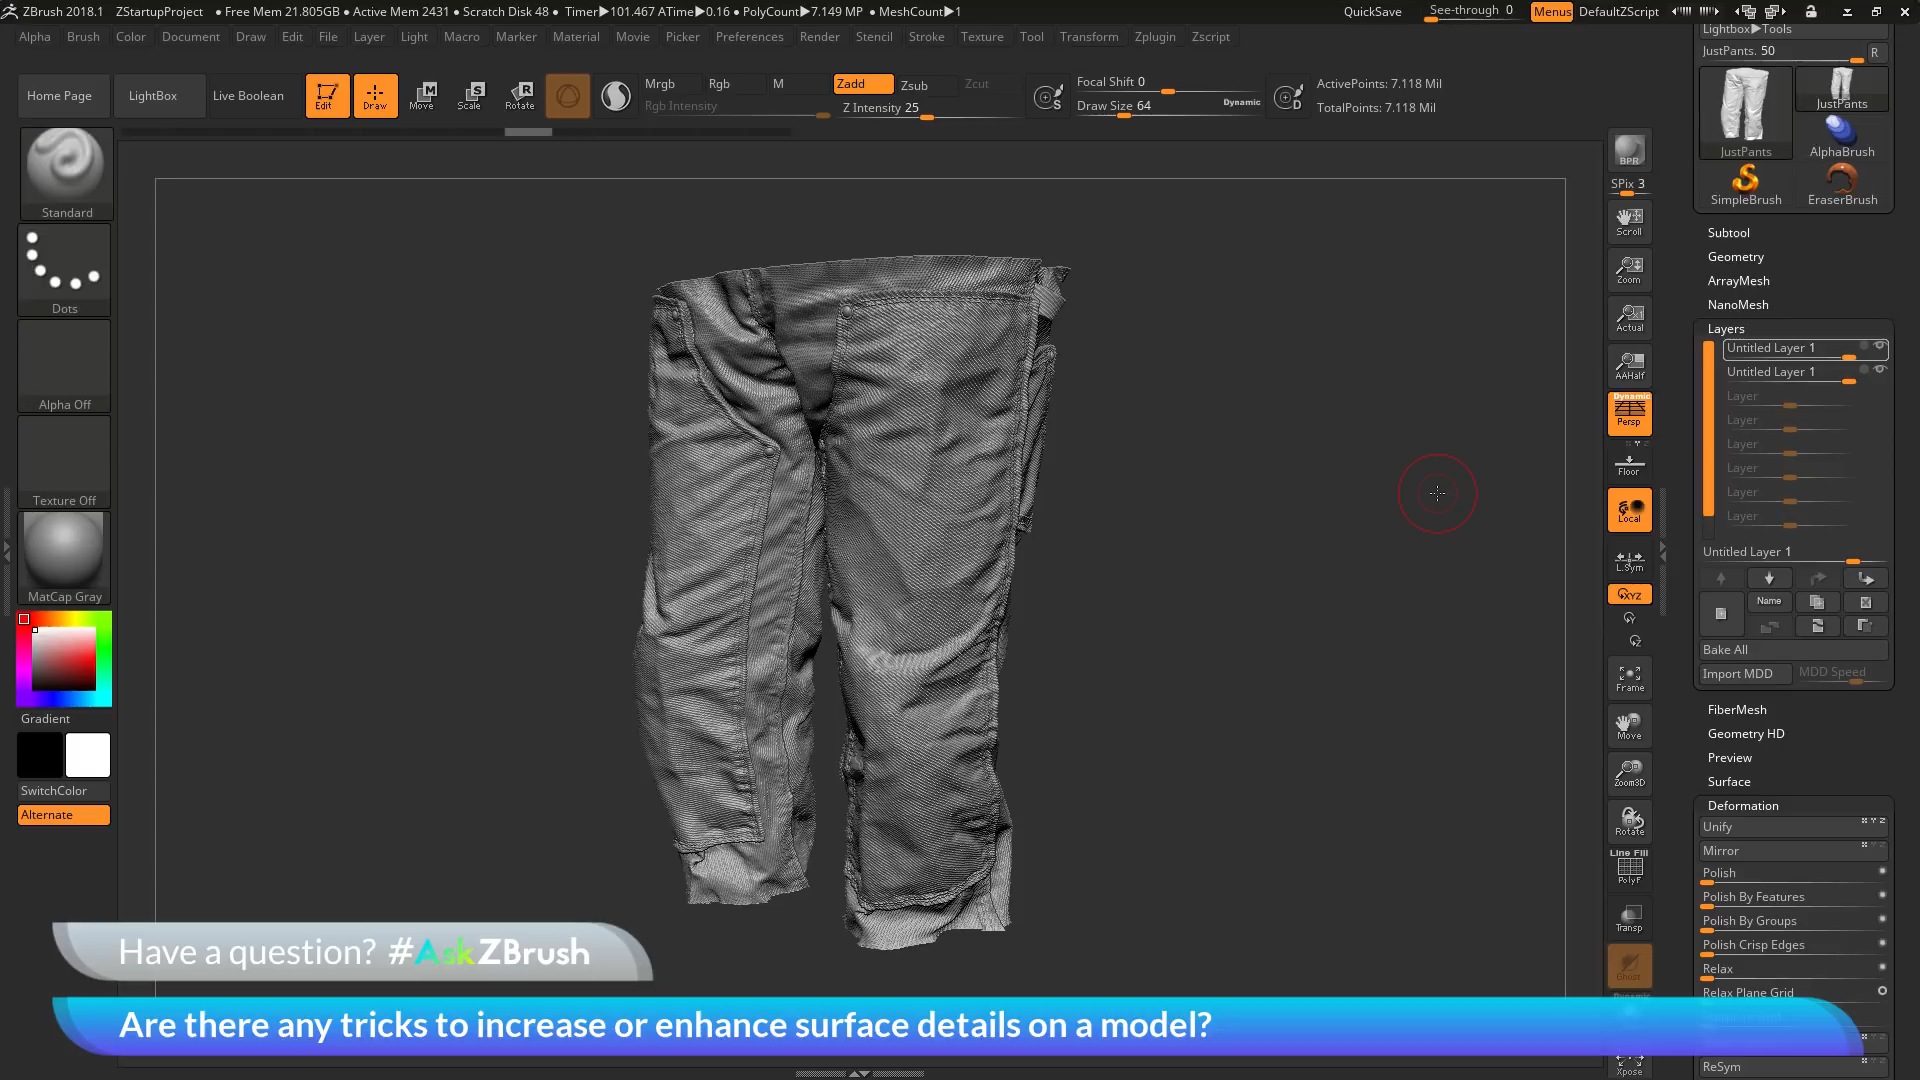 ZBrush 2018.1 ZStartupProject ● Free Mem 21.805GB ● Active Mem 2431 ● Scratch Disk 48 ● Timer▶101.467 ATime▶0.16 ● PolyCount▶7.149 MP ● MeshCount▶1 QuickSave See-through 0 Menus DefaultZScript
Alpha Brush Color Document Draw Edit File Layer Light Macro Marker Material Movie Picker Preferences Render Stencil Stroke Texture Tool Transform Zplugin Zscript
Home Page LightBox Live Boolean Edit Draw Move Scale Rotate
Mrgb Rgb M Zadd Zsub Zcut
Rgb Intensity Z Intensity 25
S Focal Shift 0
Draw Size 64 Dynamic
D ActivePoints: 7.118 Mil
TotalPoints: 7.118 Mil
Standard
Dots
Alpha Off
Texture Off
MatCap Gray
Gradient
SwitchColor
Alternate
BPR
SPix 3
Scroll
Zoom
Actual
AAHalf
Dynamic
Persp
Floor
Local
L.Sym
XYZ
Y
Z
Frame
Move
Zoom3D
Rotate
Line Fill
PolyF
Transp
Ghost
Dynamic
Xpose
Lightbox▶Tools
JustPants. 50 R
JustPants JustPants
AlphaBrush
SimpleBrush EraserBrush
Subtool
Geometry
ArrayMesh
NanoMesh
Layers
Untitled Layer 1
Untitled Layer 1
Layer
Layer
Layer
Layer
Layer
Layer
Untitled Layer 1
Name
Bake All
Import MDD MDD Speed
FiberMesh
Geometry HD
Preview
Surface
Deformation
Unify
Mirror
Polish
Polish By Features
Polish By Groups
Polish Crisp Edges
Relax
Relax Plane Grid
ReSym
Have a question? #AskZBrush
Are there any tricks to increase or enhance surface details on a model?